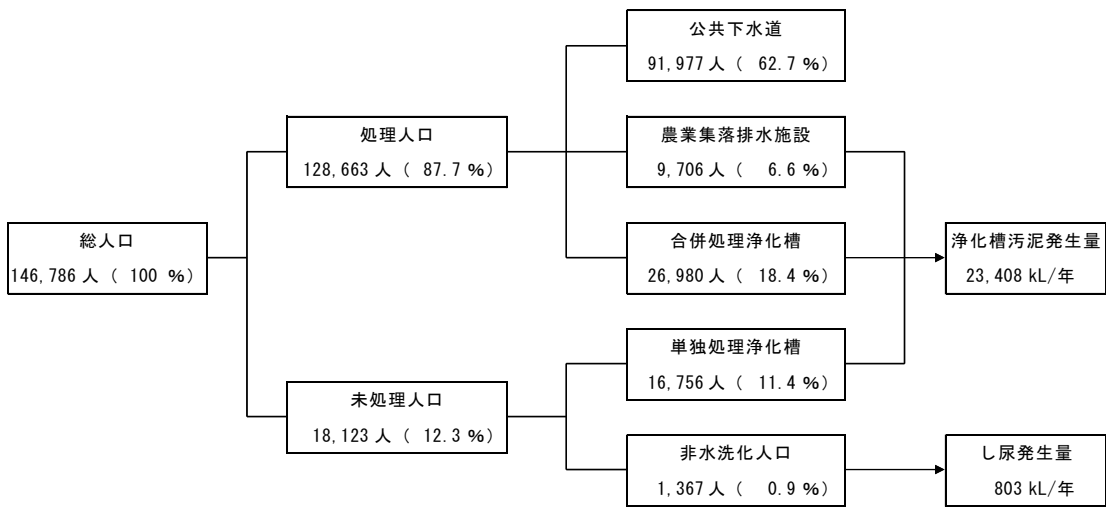 公共下水道
91,977 人 ( 62.7 %)
処理人口
128,663 人 ( 87.7 %)
農業集落排水施設
9,706 人 ( 6.6 %)
総人口
146,786 人 ( 100 %)
合併処理浄化槽
26,980 人 ( 18.4 %)
浄化槽汚泥発生量
23,408 kL/年
単独処理浄化槽
16,756 人 ( 11.4 %)
未処理人口
18,123 人 ( 12.3 %)
非水洗化人口
1,367 人 ( 0.9 %)
し尿発生量
803 kL/年